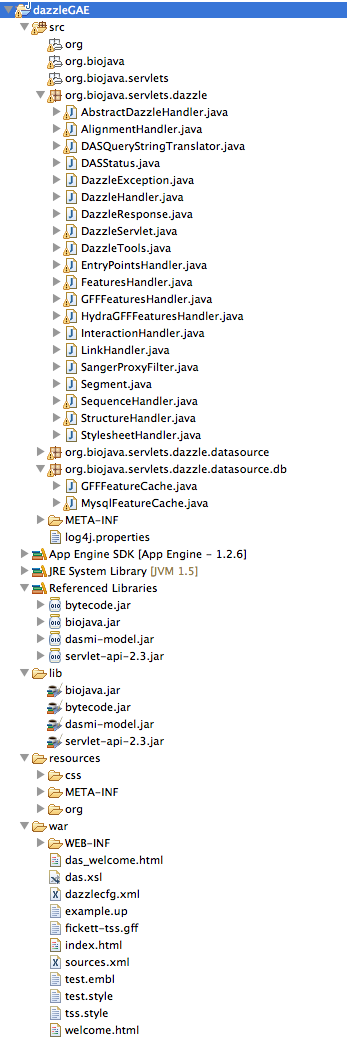 dazzleGAE
src
org
org.biojava
org.biojava.servlets
org.biojava.servlets.dazzle
AbstractDazzleHandler.java
AlignmentHandler.java
DASQueryStringTranslator.java
DASStatus.java
DazzleException.java
DazzleHandler.java
DazzleResponse.java
DazzleServlet.java
DazzleTools.java
EntryPointsHandler.java
FeaturesHandler.java
GFFFeaturesHandler.java
HydraGFFFeaturesHandler.java
InteractionHandler.java
LinkHandler.java
SangerProxyFilter.java
Segment.java
SequenceHandler.java
StructureHandler.java
StylesheetHandler.java
org.biojava.servlets.dazzle.datasource
org.biojava.servlets.dazzle.datasource.db
GFFFeatureCache.java
MysqlFeatureCache.java
META-INF
log4j.properties
App Engine SDK [App Engine - 1.2.6]
JRE System Library [JVM 1.5]
Referenced Libraries
bytecode.jar
biojava.jar
dasmi-model.jar
servlet-api-2.3.jar
lib
biojava.jar
bytecode.jar
dasmi-model.jar
servlet-api-2.3.jar
resources
css
META-INF
org
war
WEB-INF
das_welcome.html
das.xsl
dazzlecfg.xml
example.up
fickett-tss.gff
index.html
sources.xml
test.embl
test.style
tss.style
welcome.html